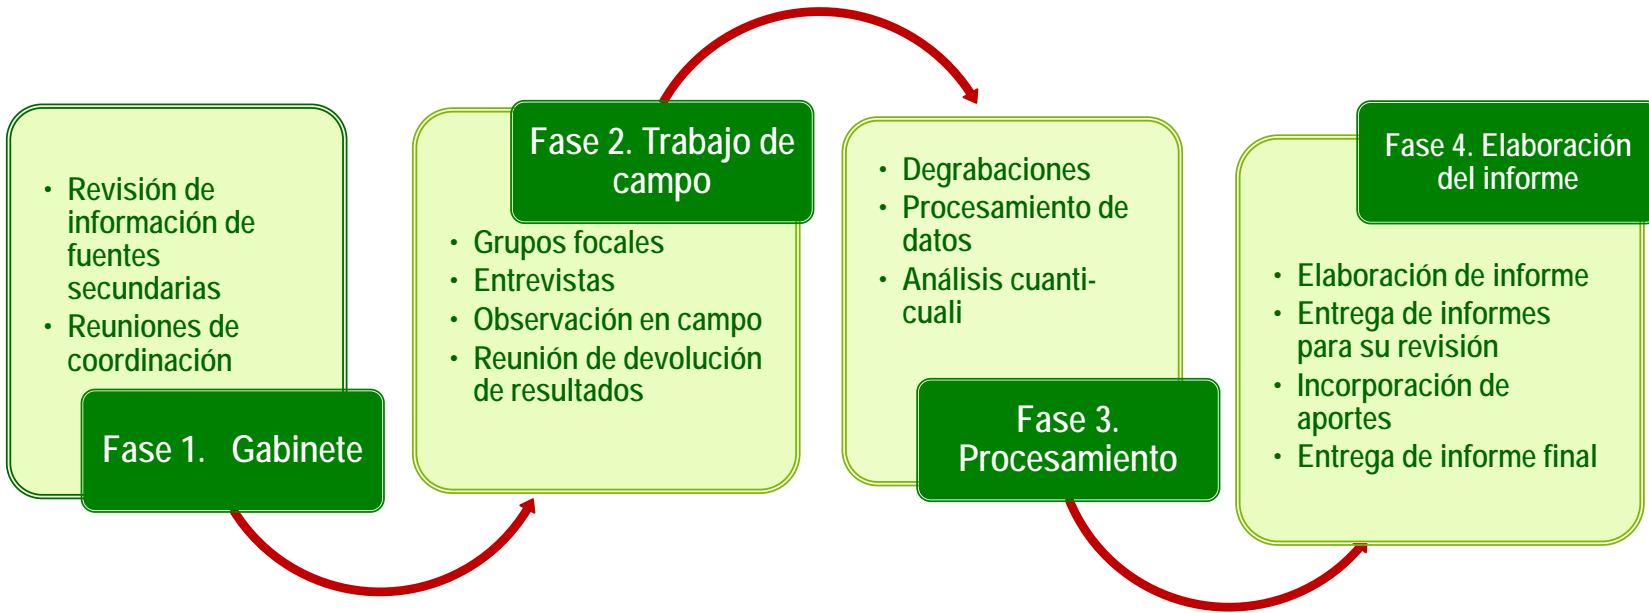 • Revisión de
información de
fuentes
secundarias
• Reuniones de
coordinación
Fase 1. Gabinete
Fase 2. Trabajo de
campo
• Grupos focales
• Entrevistas
• Observación en campo
• Reunión de devolución
de resultados
• Degrabaciones
• Procesamiento de
datos
• Análisis cuanti-
cuali
Fase 3.
Procesamiento
Fase 4. Elaboración
del informe
• Elaboración de informe
• Entrega de informes
para su revisión
• Incorporación de
aportes
• Entrega de informe final